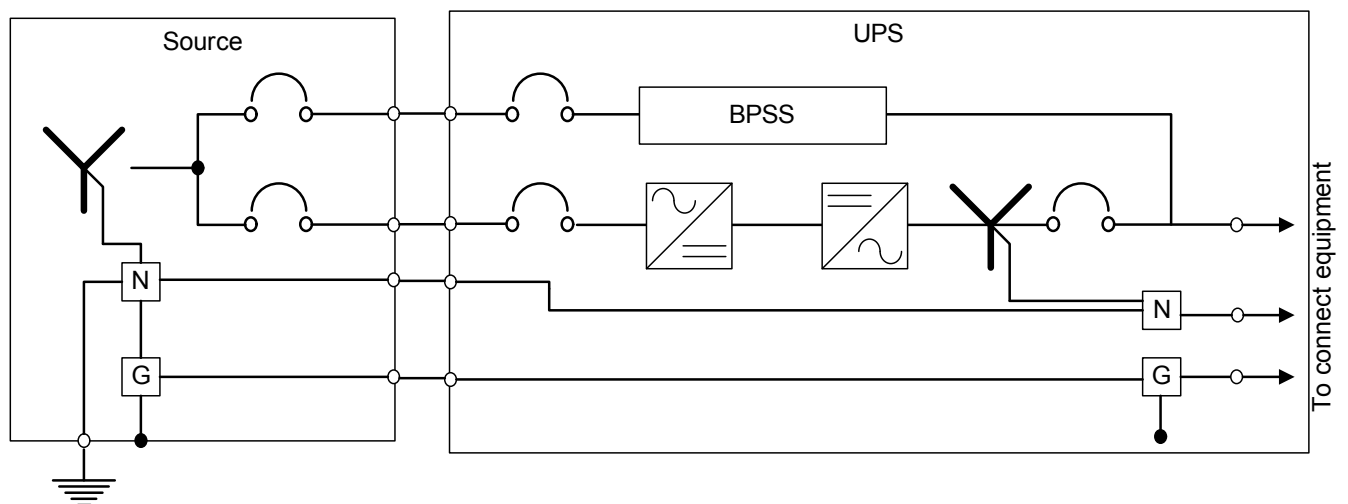 Source
UPS
BPSS
N
N
G
G
To connect equipment